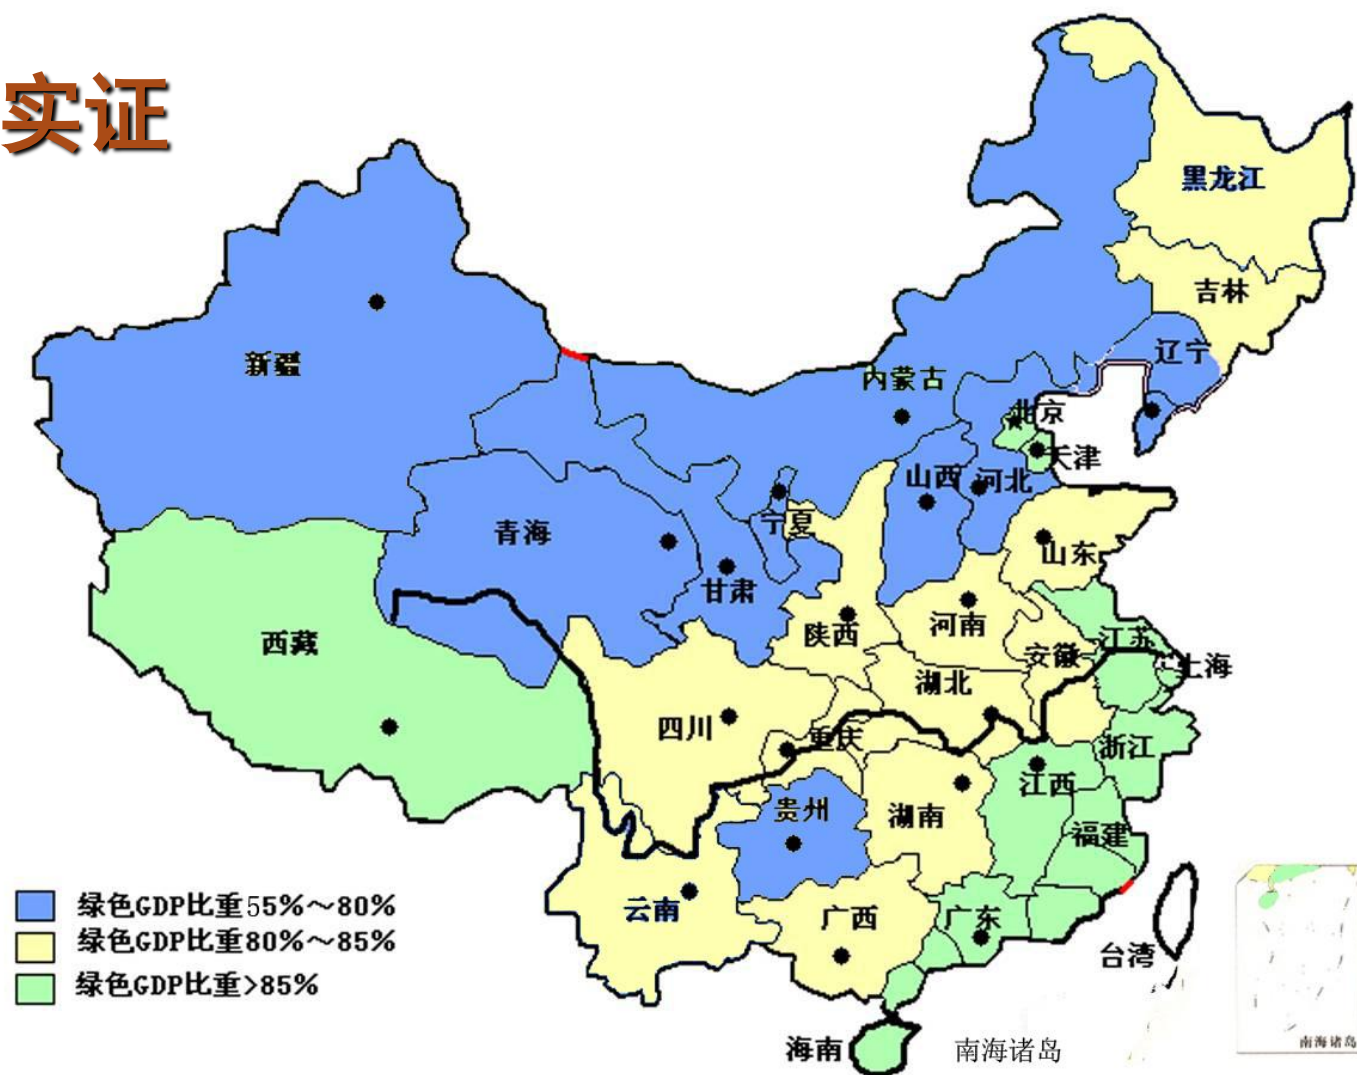 实证
黑龙江
吉林
辽宁
新疆
内蒙古
北京
天津
山西
河北
宁夏
青海
山东
甘肃
西藏
陕西
河南
安徽
江苏
上海
湖北
四川
重庆
浙江
江西
贵州
湖南
福建
云南
广西
广东
台湾
海南
南海诸岛
南海诸岛
绿色GDP比重55%～80%
绿色GDP比重80%～85%
绿色GDP比重>85%